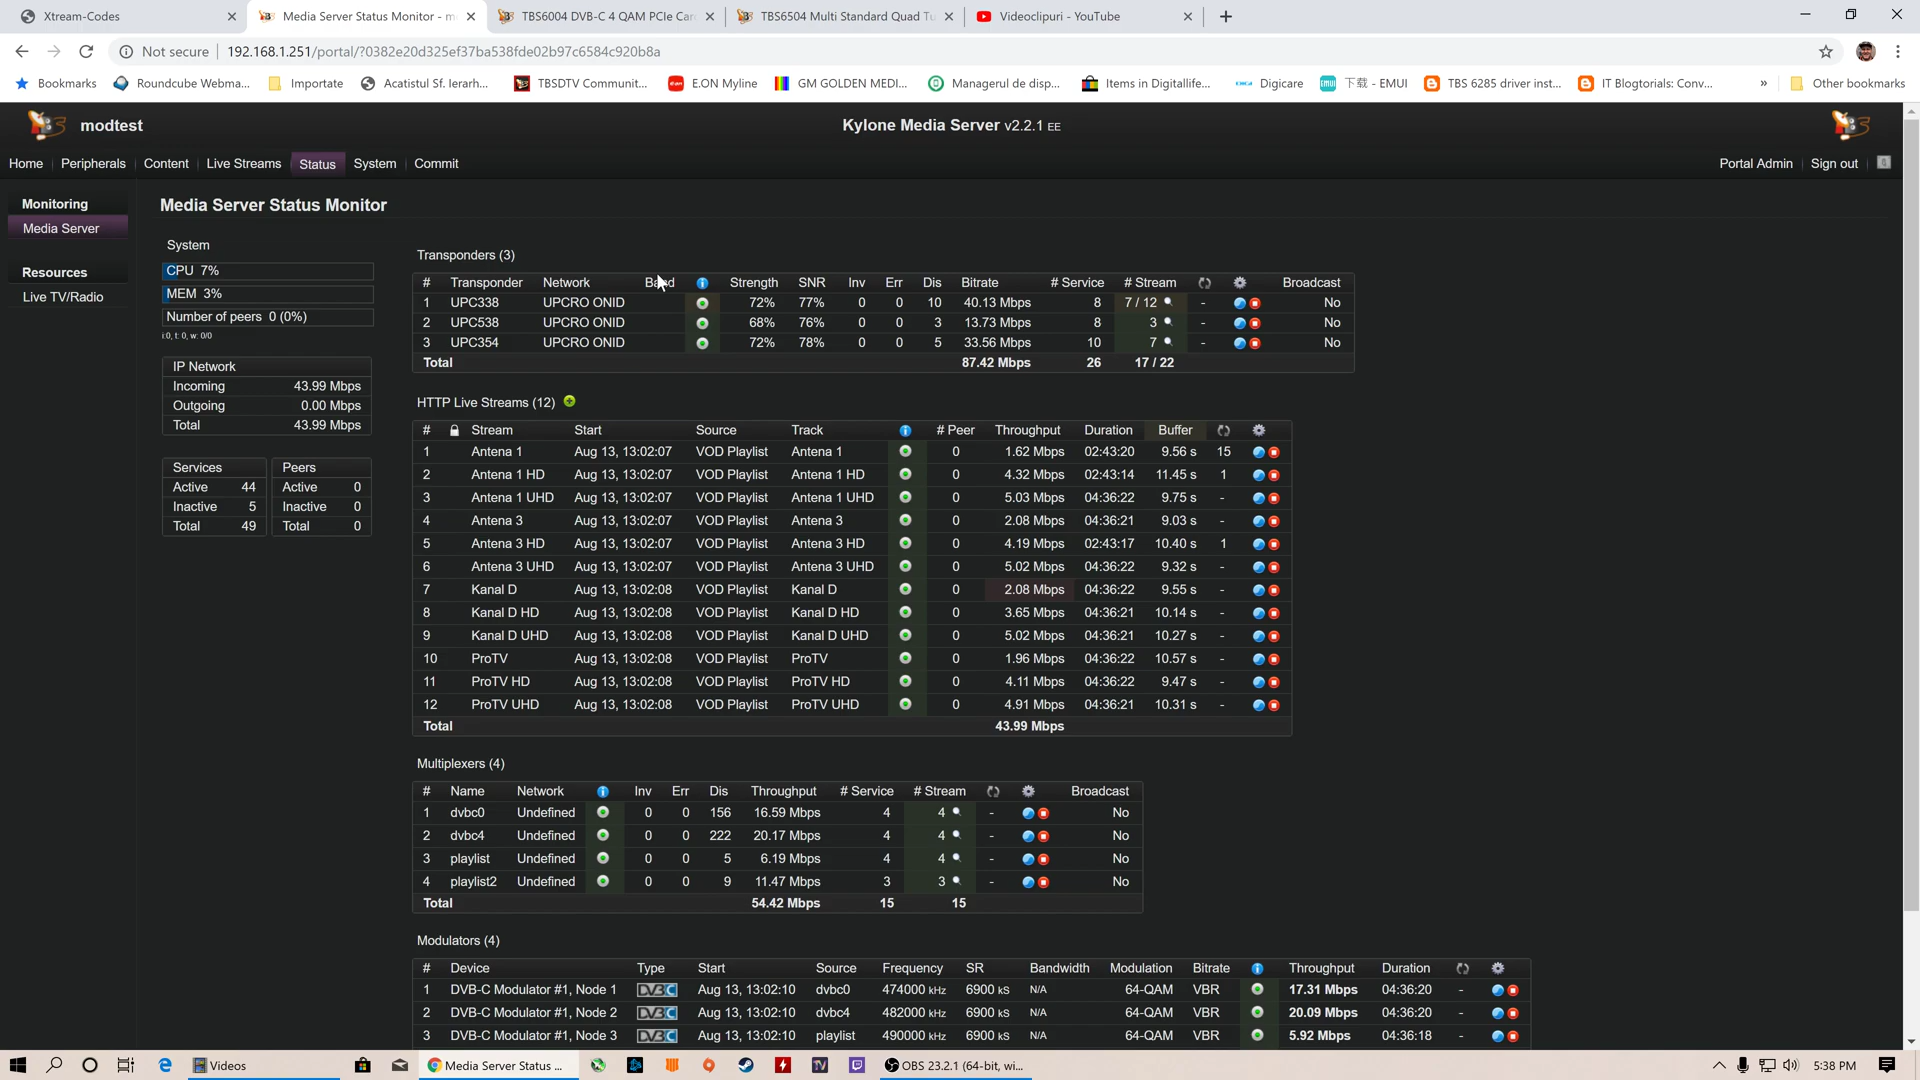 Xtream-Codes
Media Server Status Monitor - m
TBS6004 DVB-C 4 QAM PCIe Car
TBS6504 Multi Standard Quad Tu
Videoclipuri - YouTube
Not secure 192.168.1.251/portal/?0382e20d325ef37ba538fde02b97c6584c920b8a
Bookmarks Roundcube Webma... Importate Acatistul Sf. Ierarh... TBSDTV Communit... E.ON Myline GM GOLDEN MEDI... Managerul de disp... Items in Digitallife... Digicare 下载 - EMUI TBS 6285 driver inst... IT Blogtorials: Conv... » Other bookmarks
modtest Kylone Media Server v2.2.1 EE
Home Peripherals Content Live Streams Status System Commit Portal Admin Sign out
Monitoring
Media Server
Resources
Live TV/Radio
Media Server Status Monitor
System
CPU 7%
MEM 3%
Number of peers 0 (0%)
i:0, t: 0, w: 0/0
IP Network
Incoming 43.99 Mbps
Outgoing 0.00 Mbps
Total 43.99 Mbps
Services Peers
Active 44 Active 0
Inactive 5 Inactive 0
Total 49 Total 0
Transponders (3)
# Transponder Network Band Strength SNR Inv Err Dis Bitrate # Service # Stream Broadcast
1 UPC338 UPCRO ONID 72% 77% 0 0 10 40.13 Mbps 8 7 / 12 - No
2 UPC538 UPCRO ONID 68% 76% 0 0 3 13.73 Mbps 8 3 - No
3 UPC354 UPCRO ONID 72% 78% 0 0 5 33.56 Mbps 10 7 - No
Total 87.42 Mbps 26 17 / 22
HTTP Live Streams (12)
# Stream Start Source Track # Peer Throughput Duration Buffer
1 Antena 1 Aug 13, 13:02:07 VOD Playlist Antena 1 0 1.62 Mbps 02:43:20 9.56 s 15
2 Antena 1 HD Aug 13, 13:02:07 VOD Playlist Antena 1 HD 0 4.32 Mbps 02:43:14 11.45 s 1
3 Antena 1 UHD Aug 13, 13:02:07 VOD Playlist Antena 1 UHD 0 5.03 Mbps 04:36:22 9.75 s -
4 Antena 3 Aug 13, 13:02:07 VOD Playlist Antena 3 0 2.08 Mbps 04:36:21 9.03 s -
5 Antena 3 HD Aug 13, 13:02:07 VOD Playlist Antena 3 HD 0 4.19 Mbps 02:43:17 10.40 s 1
6 Antena 3 UHD Aug 13, 13:02:07 VOD Playlist Antena 3 UHD 0 5.02 Mbps 04:36:22 9.32 s -
7 Kanal D Aug 13, 13:02:08 VOD Playlist Kanal D 0 2.08 Mbps 04:36:22 9.55 s -
8 Kanal D HD Aug 13, 13:02:08 VOD Playlist Kanal D HD 0 3.65 Mbps 04:36:21 10.14 s -
9 Kanal D UHD Aug 13, 13:02:08 VOD Playlist Kanal D UHD 0 5.02 Mbps 04:36:21 10.27 s -
10 ProTV Aug 13, 13:02:08 VOD Playlist ProTV 0 1.96 Mbps 04:36:22 10.57 s -
11 ProTV HD Aug 13, 13:02:08 VOD Playlist ProTV HD 0 4.11 Mbps 04:36:22 9.47 s -
12 ProTV UHD Aug 13, 13:02:08 VOD Playlist ProTV UHD 0 4.91 Mbps 04:36:21 10.31 s -
Total 43.99 Mbps
Multiplexers (4)
# Name Network Inv Err Dis Throughput # Service # Stream Broadcast
1 dvbc0 Undefined 0 0 156 16.59 Mbps 4 4 - No
2 dvbc4 Undefined 0 0 222 20.17 Mbps 4 4 - No
3 playlist Undefined 0 0 5 6.19 Mbps 4 4 - No
4 playlist2 Undefined 0 0 9 11.47 Mbps 3 3 - No
Total 54.42 Mbps 15 15
Modulators (4)
# Device Type Start Source Frequency SR Bandwidth Modulation Bitrate Throughput Duration
1 DVB-C Modulator #1, Node 1 DVBC Aug 13, 13:02:10 dvbc0 474000 kHz 6900 kS N/A 64-QAM VBR 17.31 Mbps 04:36:20 -
2 DVB-C Modulator #1, Node 2 DVBC Aug 13, 13:02:10 dvbc4 482000 kHz 6900 kS N/A 64-QAM VBR 20.09 Mbps 04:36:20 -
3 DVB-C Modulator #1, Node 3 DVBC Aug 13, 13:02:10 playlist 490000 kHz 6900 kS N/A 64-QAM VBR 5.92 Mbps 04:36:18 -
Videos Media Server Status ... OBS 23.2.1 (64-bit, wi... 5:38 PM